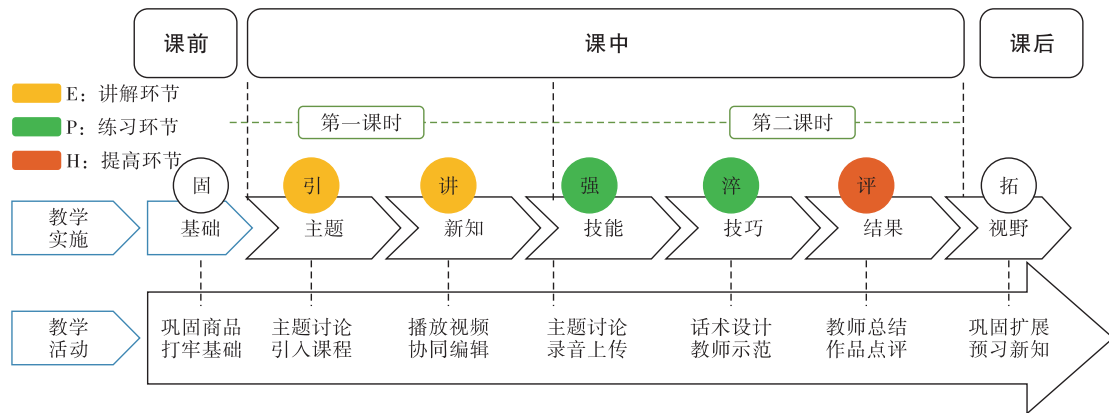 课前
课中
课后
E：讲解环节
P：练习环节
H：提高环节
第一课时
第二课时
固
引
讲
强
淬
评
拓
教学
实施
基础
主题
新知
技能
技巧
结果
视野
教学
活动
巩固商品
打牢基础
主题讨论
引入课程
播放视频
协同编辑
主题讨论
录音上传
话术设计
教师示范
教师总结
作品点评
巩固扩展
预习新知